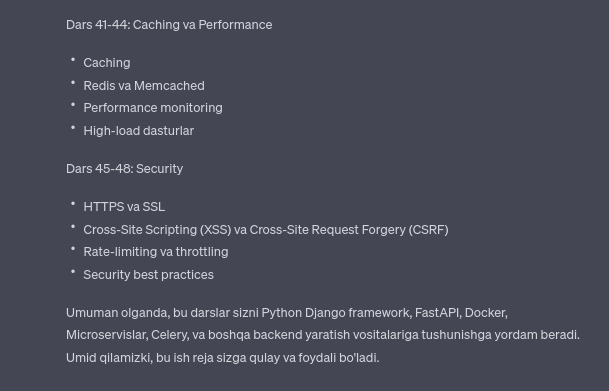 Dars 41-44: Caching va Performance
• Caching
• Redis va Memcached
• Performance monitoring
• High-load dasturlar
Dars 45-48: Security
• HTTPS va SSL
• Cross-Site Scripting (XSS) va Cross-Site Request Forgery (CSRF)
• Rate-limiting va throttling
• Security best practices
Umuman olganda, bu darslar sizni Python Django framework, FastAPI, Docker,
Microservislar, Celery, va boshqa backend yaratish vositalariga tushunishga yordam beradi.
Umid qilamizki, bu ish reja sizga qulay va foydali bo'ladi.